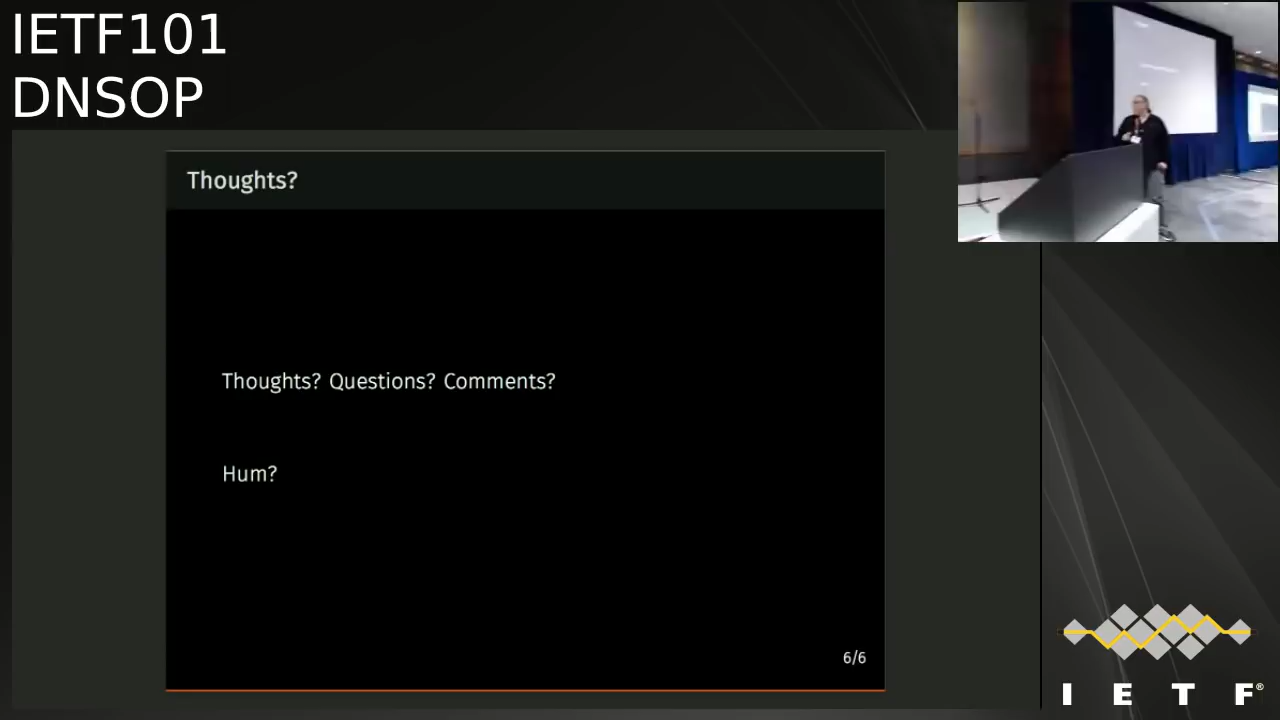 IETF101
DNSOP
Thoughts?
Thoughts? Questions? Comments?
Hum?
6/6
I E T F®